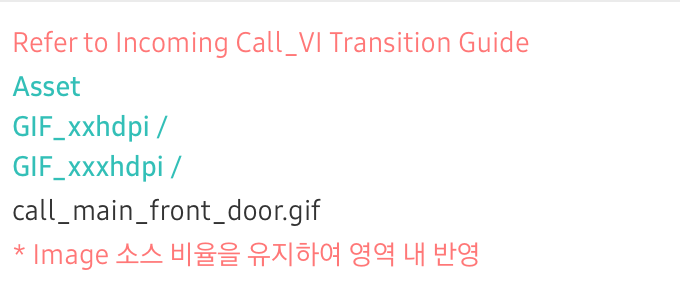 Refer to Incoming Call_VI Transition Guide
Asset
GIF_xxhdpi /
GIF_xxxhdpi /
call_main_front_door.gif
* Image 소스 비율을 유지하여 영역 내 반영